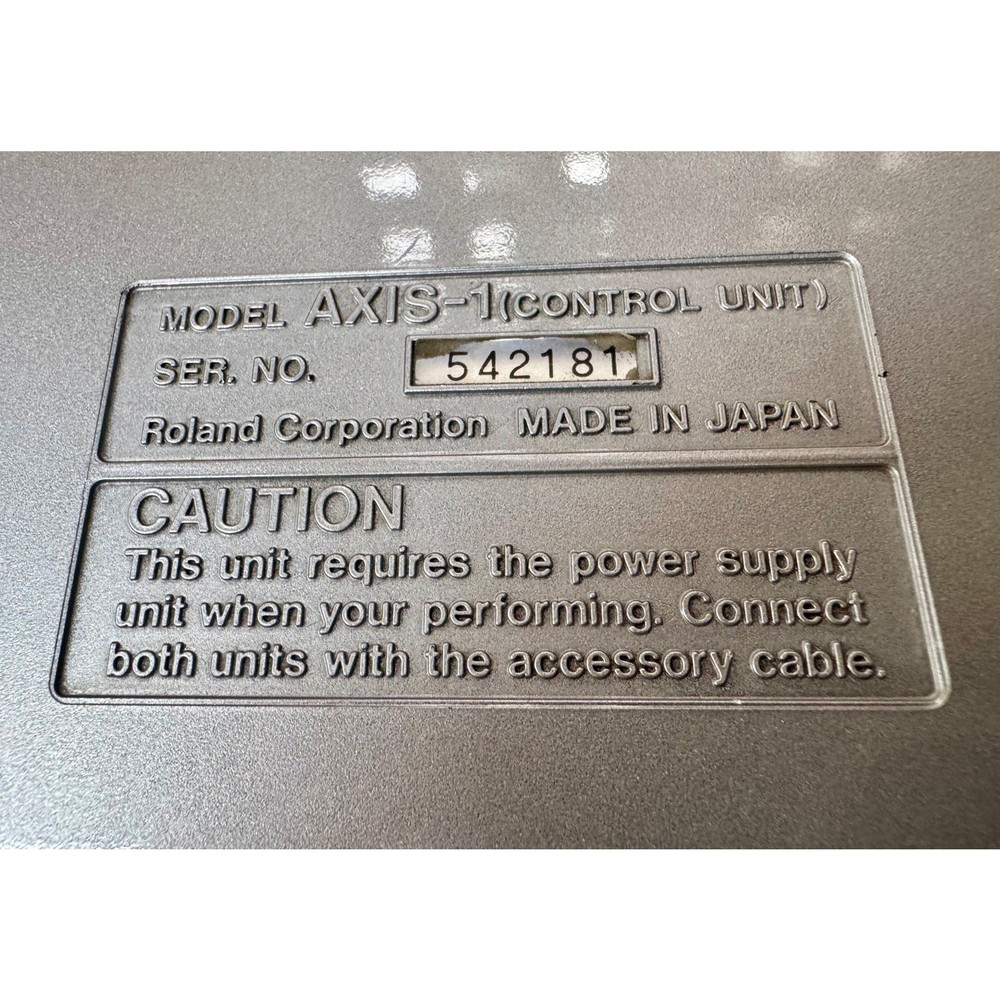 MODEL AXIS-1(CONTROL UNIT)
SER. NO. 542181
Roland Corporation MADE IN JAPAN
CAUTION
This unit requires the power supply
unit when your performing. Connect
both units with the accessory cable.